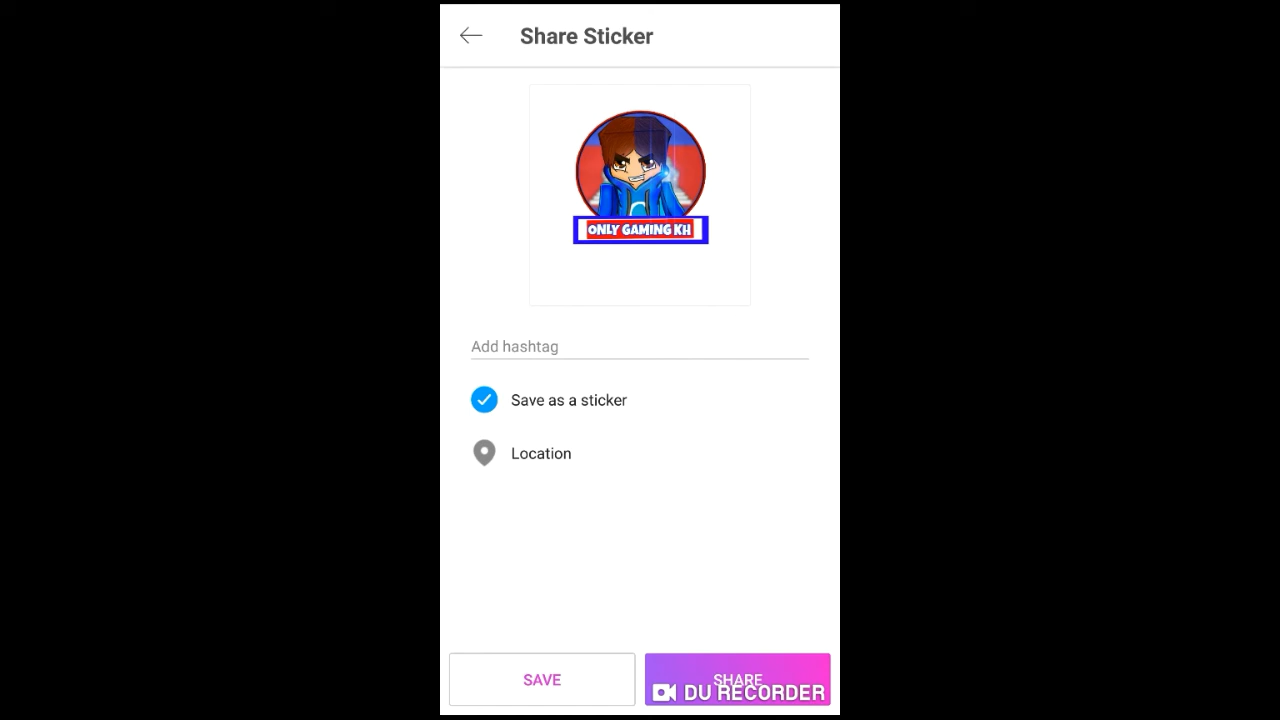 Share Sticker
ONLY GAMING KH
Add hashtag
Save as a sticker
Location
SAVE
SHARE
DU RECORDER